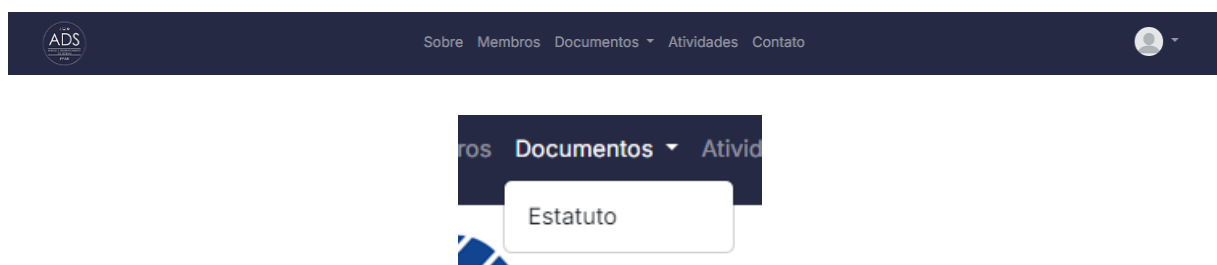 ADS
Sobre Membros Documentos Atividades Contato
ros Documentos Ativid
Estatuto